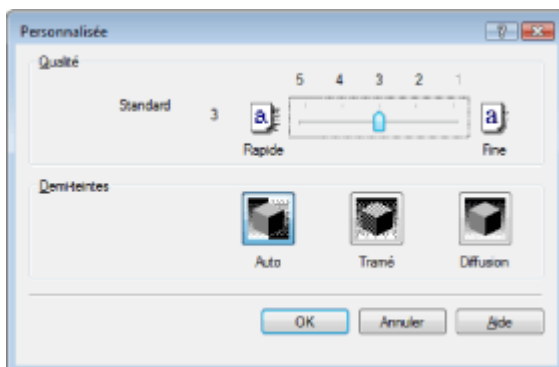 Personnalisée
Qualité
5 4 3 2 1
Standard 3
Rapide Fine
Demi-teintes
Auto Tramé Diffusion
OK Annuler Aide